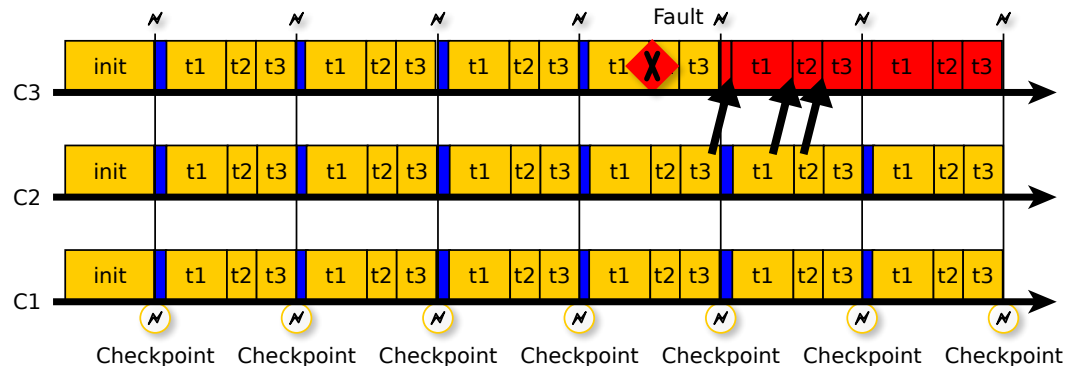 Fault
init t1 t2 t3 t1 t2 t3 t1 t2 t3 t1 X t3 t1 t2 t3 t1 t2 t3
C3
init t1 t2 t3 t1 t2 t3 t1 t2 t3 t1 t2 t3 t1 t2 t3 t1 t2 t3
C2
init t1 t2 t3 t1 t2 t3 t1 t2 t3 t1 t2 t3 t1 t2 t3 t1 t2 t3
C1
Checkpoint Checkpoint Checkpoint Checkpoint Checkpoint Checkpoint Checkpoint